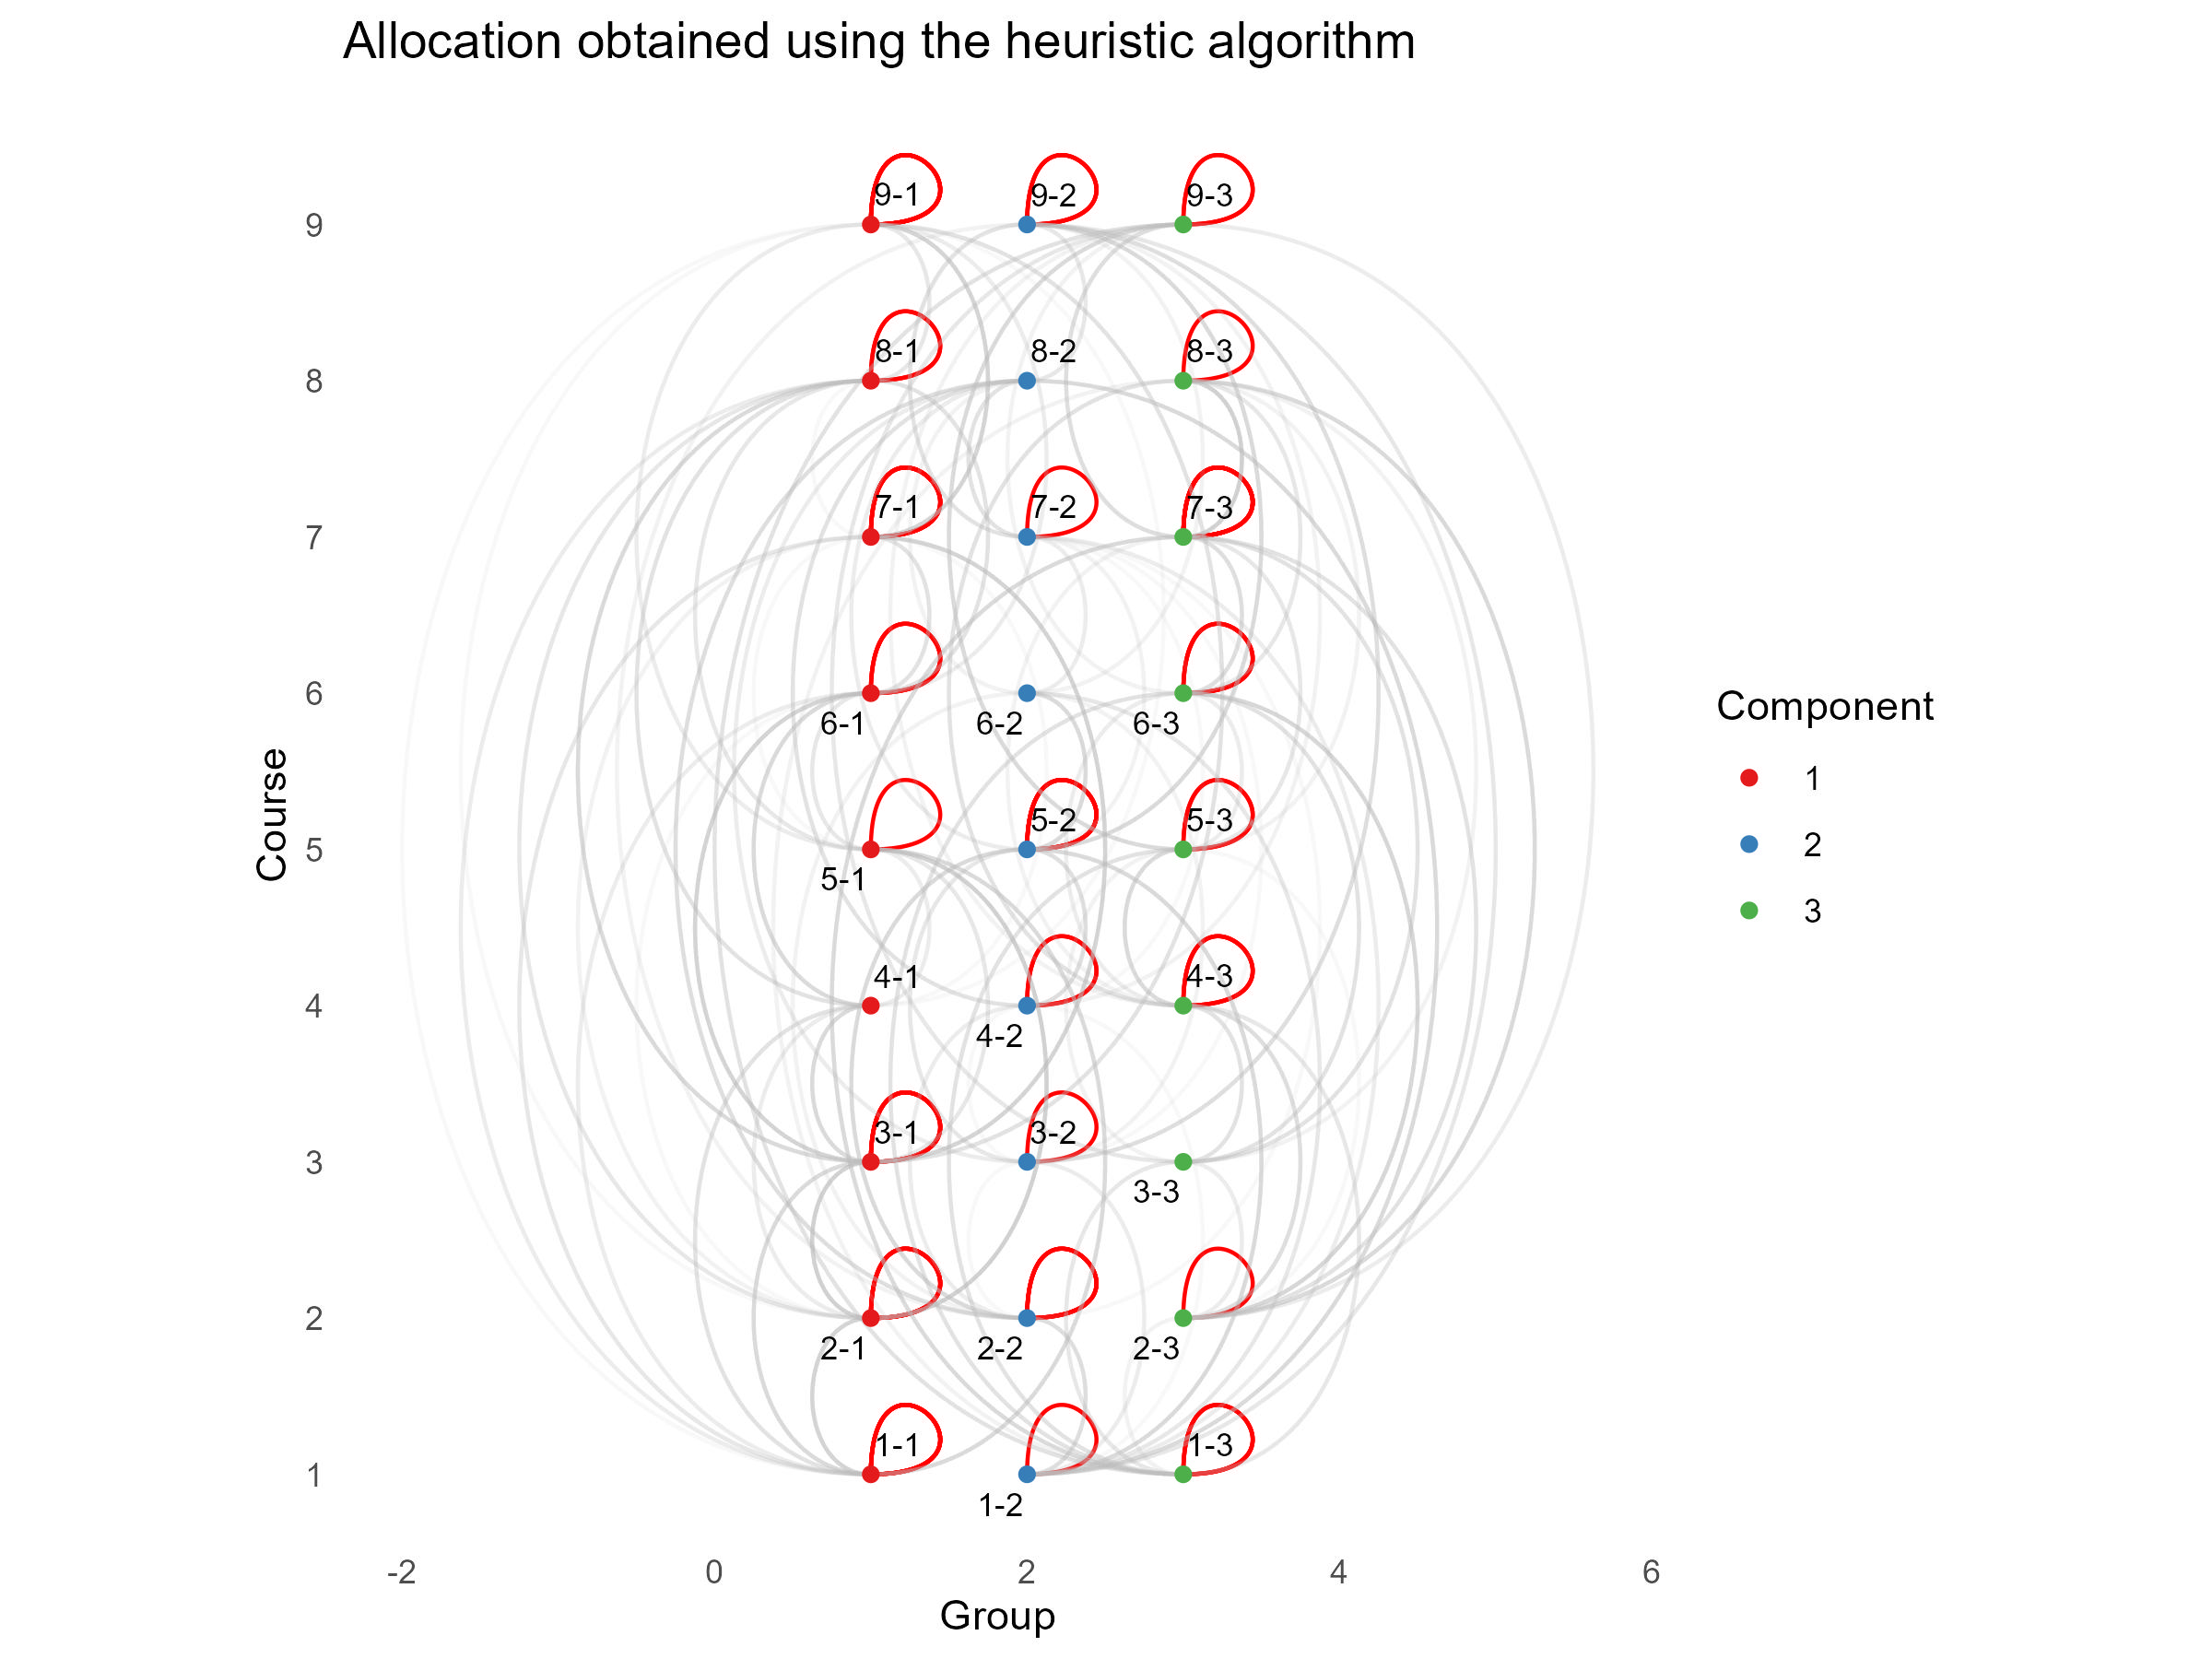 Allocation obtained using the heuristic algorithm
9-1 9-2 9-3
9
8-1 8-2 8-3
8
7-1 7-2 7-3
7
6
6-1 6-2 6-3
5-2 5-3
5
5-1
4-1 4-3
4
4-2
3-1 3-2
3
3-3
2
2-1 2-2 2-3
1-1 1-3
1
1-2
-2 0 2 4 6
Group
Course
Component
1
2
3